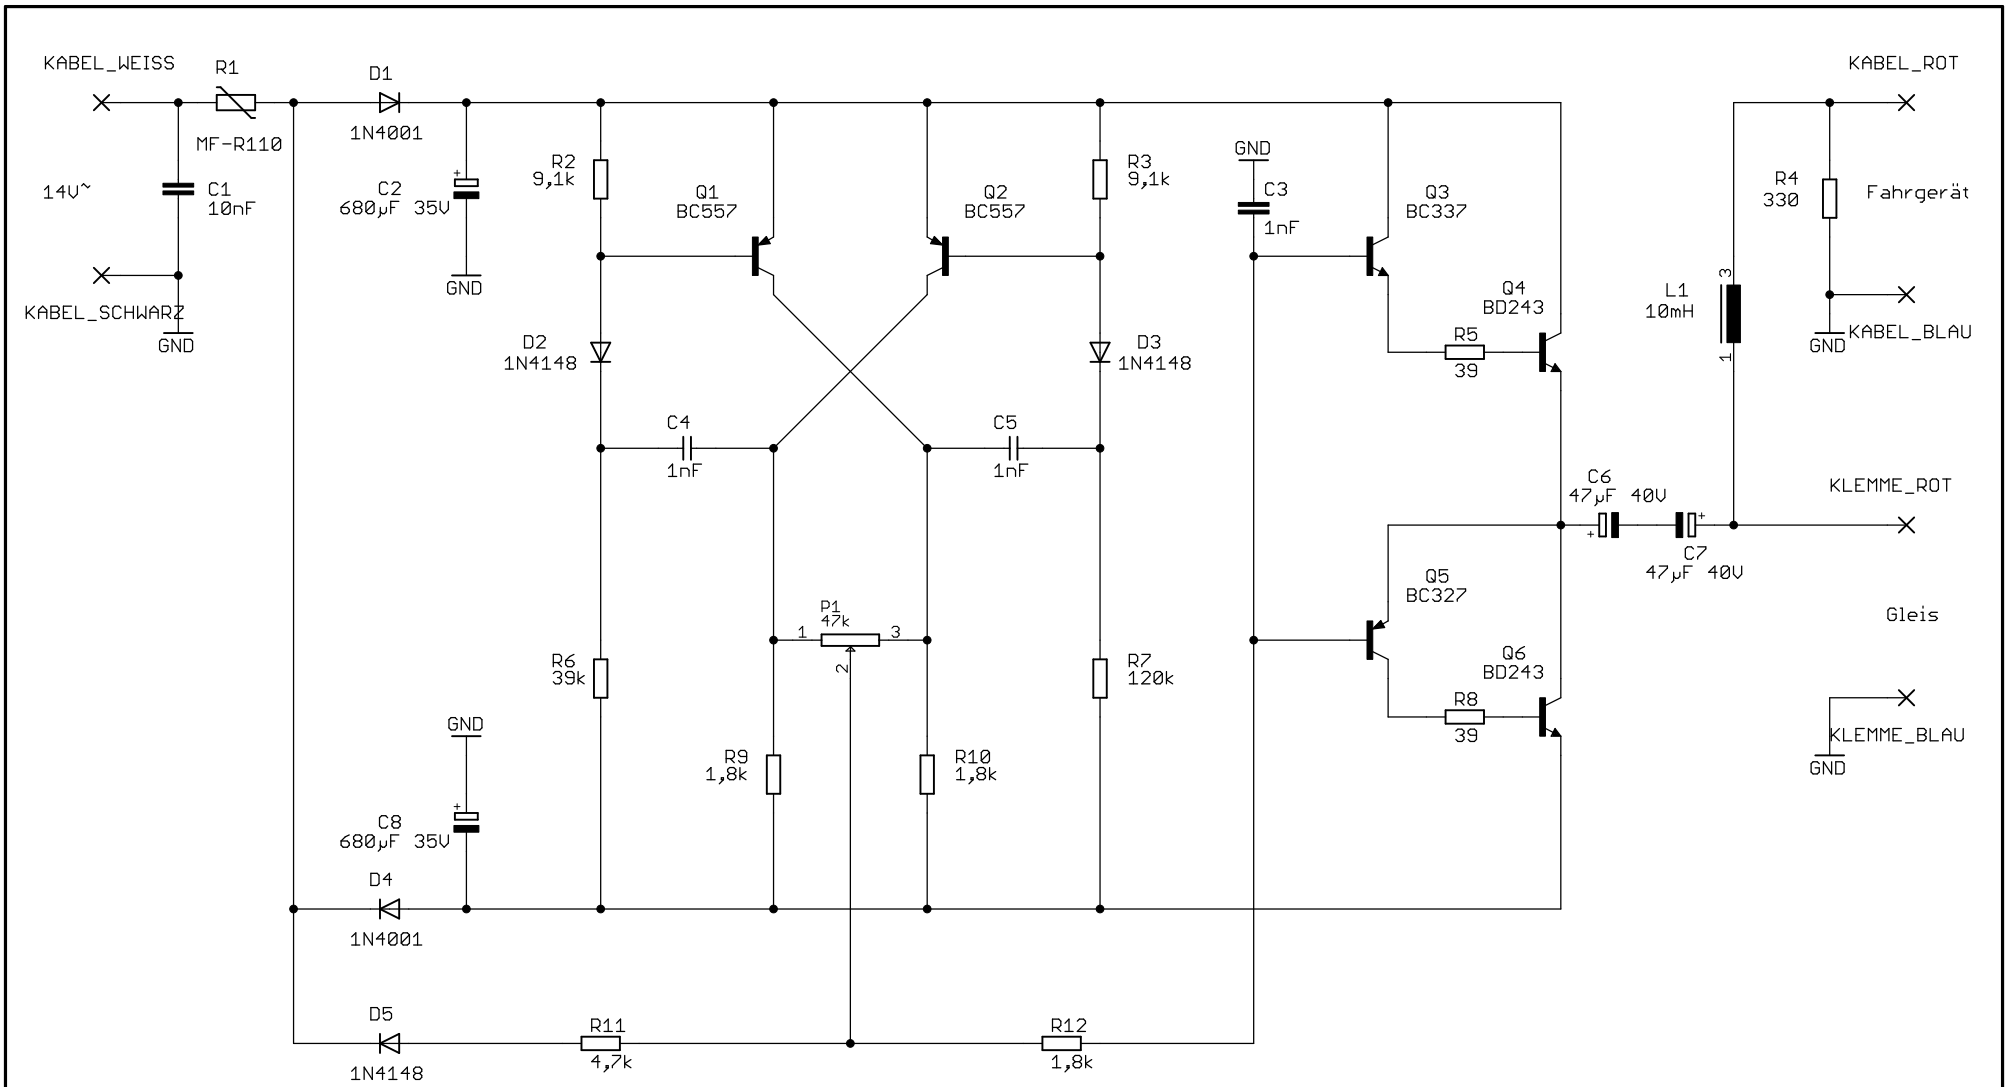 KABEL_WEISS
R1
MF-R110
D1
1N4001
14V~
C1
10nF
C2
680µF 35V
GND
KABEL_SCHWARZ
GND
R2
9,1k
Q1
BC557
Q2
BC557
R3
9,1k
GND
C3
1nF
Q3
BC337
D2
1N4148
D3
1N4148
Q4
BD243
R5
39
C4
1nF
C5
1nF
KABEL_ROT
R4
330
Fahrgerät
L1
10mH
3
1
GND
KABEL_BLAU
C6
47µF 40V
C7
47µF 40V
KLEMME_ROT
Q5
BC327
Gleis
P1
47k
1
3
2
R6
39k
R7
120k
Q6
BD243
R8
39
KLEMME_BLAU
GND
GND
R9
1,8k
R10
1,8k
C8
680µF 35V
D4
1N4001
D5
1N4148
R11
4,7k
R12
1,8k